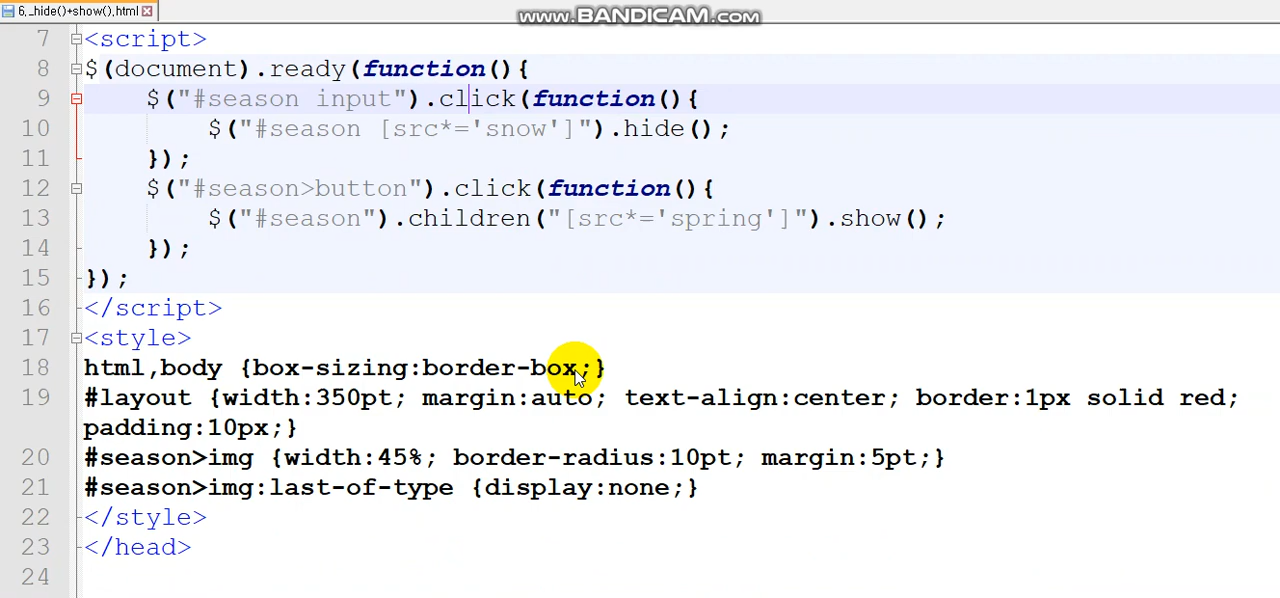 6,_hide()+show(),html
www.BANDICAM.com
7 <script>
8 $(document).ready(function(){
9 $("#season input").click(function(){
10 $("#season [src*='snow']").hide();
11 });
12 $("#season>button").click(function(){
13 $("#season").children("[src*='spring']").show();
14 });
15 });
16 </script>
17 <style>
18 html,body {box-sizing:border-box;}
19 #layout {width:350pt; margin:auto; text-align:center; border:1px solid red;
padding:10px;}
20 #season>img {width:45%; border-radius:10pt; margin:5pt;}
21 #season>img:last-of-type {display:none;}
22 </style>
23 </head>
24